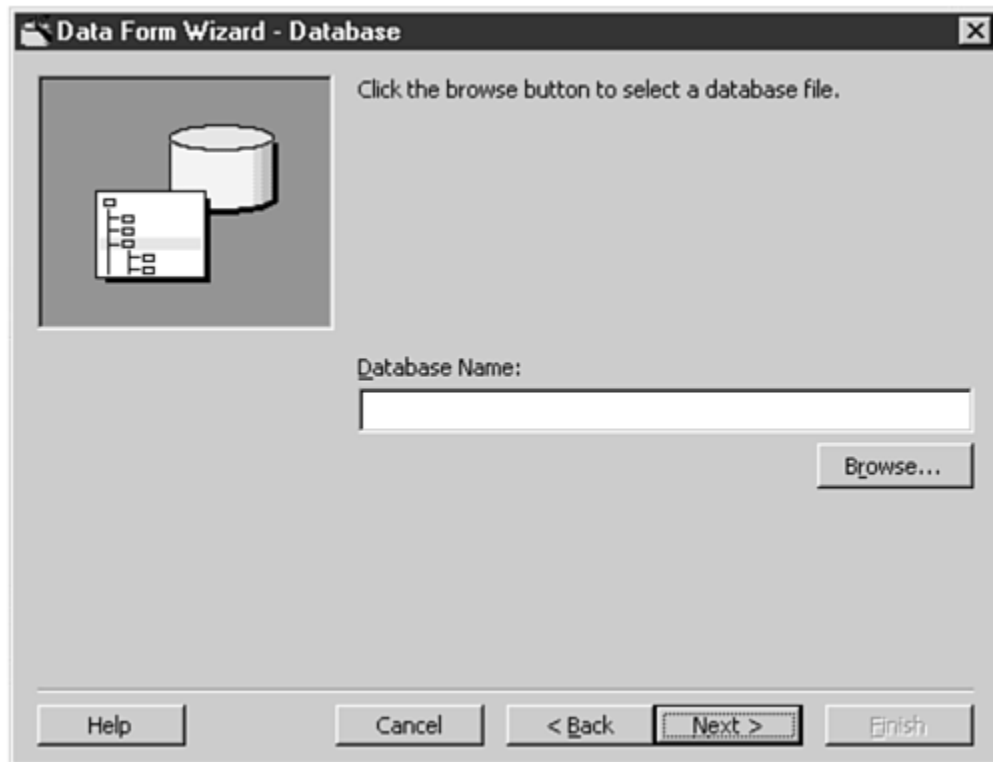 Data Form Wizard - Database
Click the browse button to select a database file.
Database Name:
Browse...
Help
Cancel
< Back
Next >
Finish